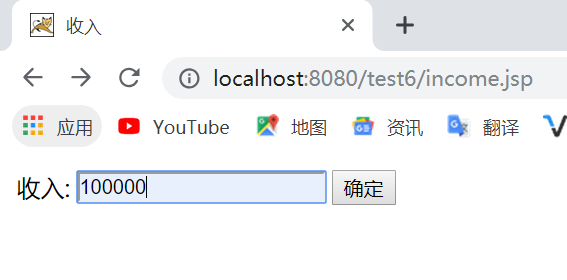 收入
localhost:8080/test6/income.jsp
应用 YouTube 地图 资讯 翻译
收入: 100000 确定